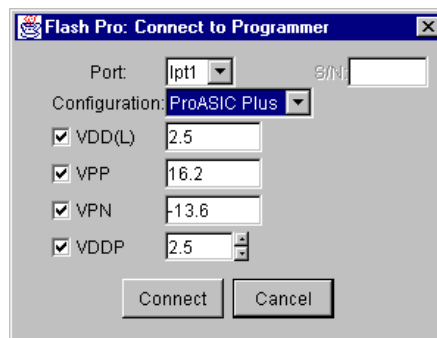 Flash Pro: Connect to Programmer
Port: lpt1 S/N:
Configuration: ProASIC Plus
VDD(L) 2.5
VPP 16.2
VPN -13.6
VDDP 2.5
Connect Cancel